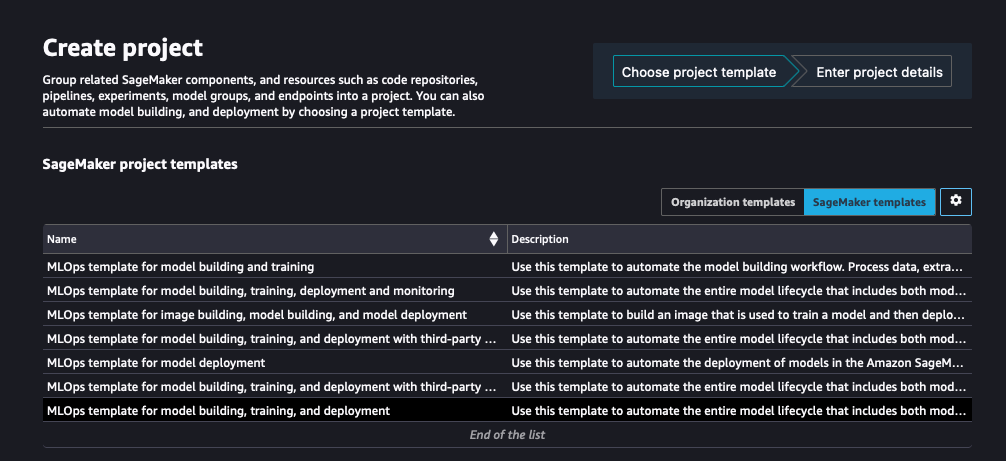 Create project
Group related SageMaker components, and resources such as code repositories,
pipelines, experiments, model groups, and endpoints into a project. You can also
automate model building, and deployment by choosing a project template.
Choose project template
Enter project details
SageMaker project templates
Organization templates
SageMaker templates
Name
Description
MLOps template for model building and training
Use this template to automate the model building workflow. Process data, extra...
MLOps template for model building, training, deployment and monitoring
Use this template to automate the entire model lifecycle that includes both mod...
MLOps template for image building, model building, and model deployment
Use this template to build an image that is used to train a model and then deplo...
MLOps template for model building, training, and deployment with third-party ...
Use this template to automate the entire model lifecycle that includes both mod...
MLOps template for model deployment
Use this template to automate the deployment of models in the Amazon SageM...
MLOps template for model building, training, and deployment with third-party ...
Use this template to automate the entire model lifecycle that includes both mod...
MLOps template for model building, training, and deployment
Use this template to automate the entire model lifecycle that includes both mod...
End of the list